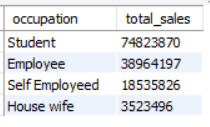 occupation total_sales
Student 74823870
Employee 38964197
Self Employeed 18535826
House wife 3523496